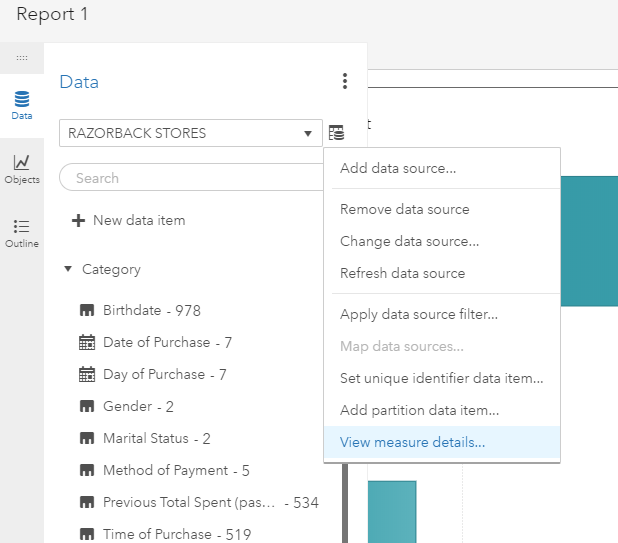 Report 1
Data
Objects
Outline
Data
RAZORBACK STORES
Search
New data item
Category
Birthdate - 978
Date of Purchase - 7
Day of Purchase - 7
Gender - 2
Marital Status - 2
Method of Payment - 5
Previous Total Spent (pas... - 534
Time of Purchase - 519
t
Add data source...
Remove data source
Change data source...
Refresh data source
Apply data source filter...
Map data sources...
Set unique identifier data item...
Add partition data item...
View measure details...